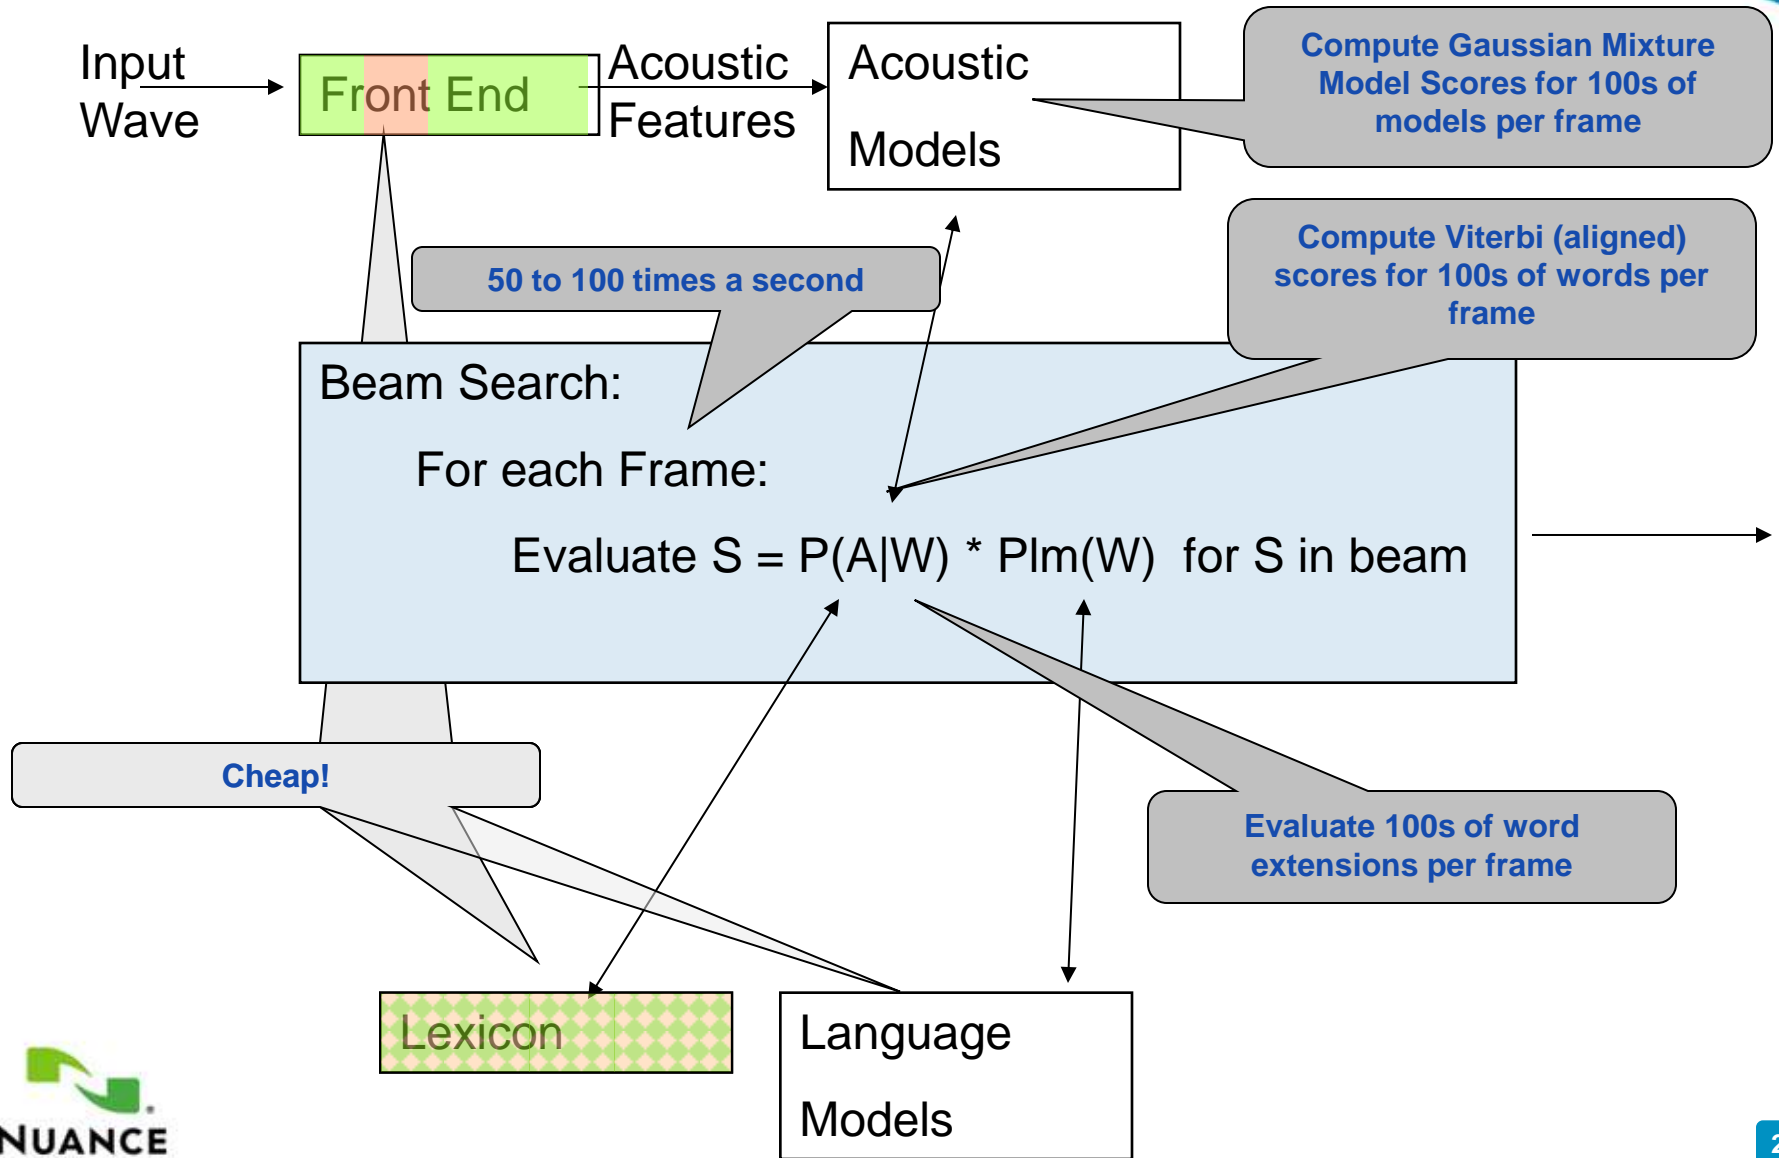 Input
Wave
Front End
Acoustic
Features
Acoustic
Models
Compute Gaussian Mixture
Model Scores for 100s of
models per frame
50 to 100 times a second
Compute Viterbi (aligned)
scores for 100s of words per
frame
Beam Search:
For each Frame:
Evaluate S = P(A|W) * Plm(W) for S in beam
Cheap!
Evaluate 100s of word
extensions per frame
Lexicon
Language
Models
NUANCE